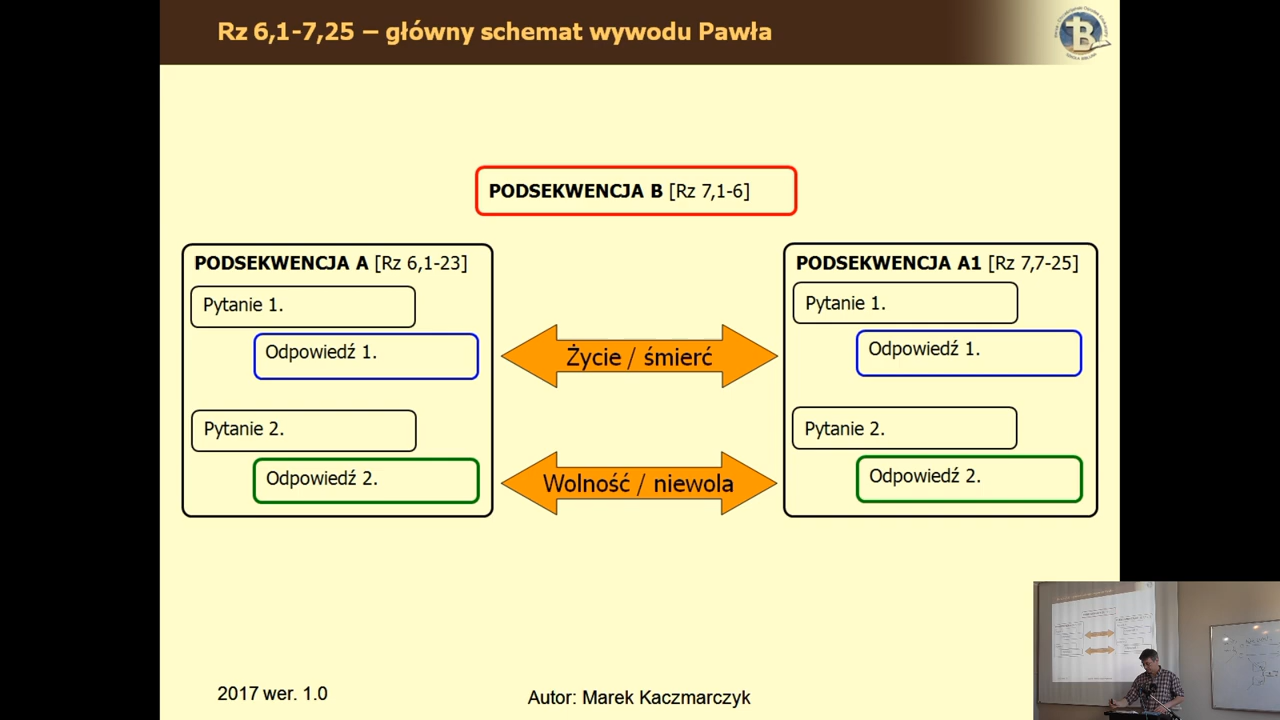 Rz 6,1-7,25 – główny schemat wywodu Pawła
PODSEKWENCJA B [Rz 7,1-6]
PODSEKWENCJA A [Rz 6,1-23]
Pytanie 1.
Odpowiedź 1.
Pytanie 2.
Odpowiedź 2.
Życie / śmierć
Wolność / niewola
PODSEKWENCJA A1 [Rz 7,7-25]
Pytanie 1.
Odpowiedź 1.
Pytanie 2.
Odpowiedź 2.
2017 wer. 1.0
Autor: Marek Kaczmarczyk